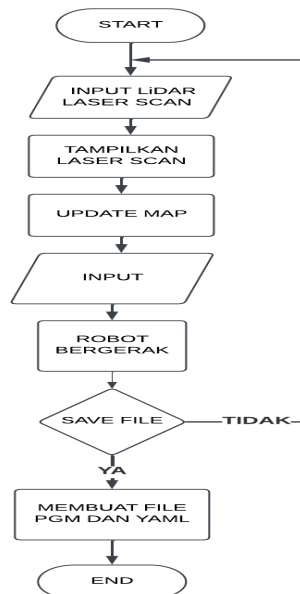 START
INPUT LiDAR
LASER SCAN
TAMPILKAN
LASER SCAN
UPDATE MAP
INPUT
ROBOT
BERGERAK
SAVE FILE
TIDAK
YA
MEMBUAT FILE
PGM DAN YAML
END